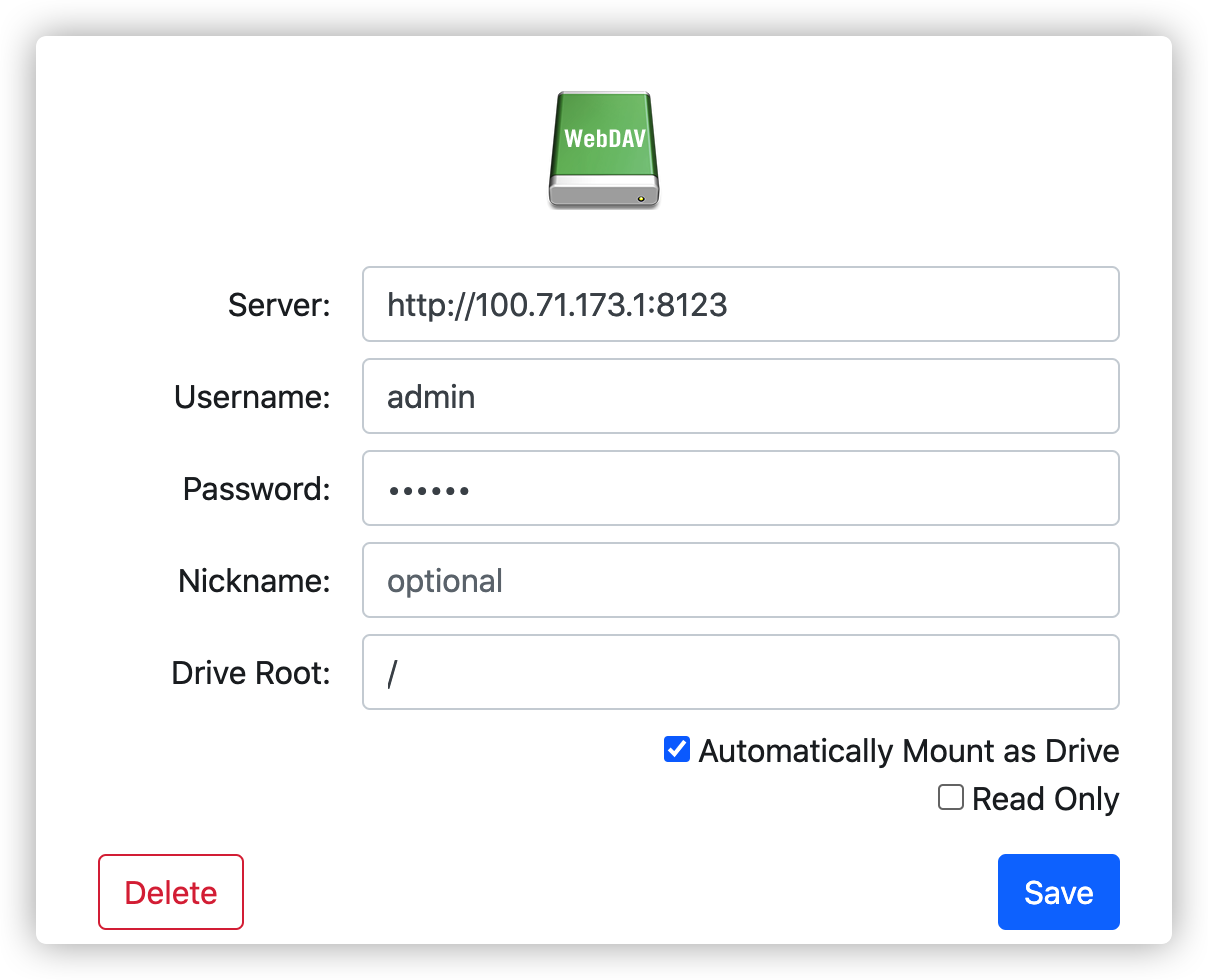 WebDAV
Server: http://100.71.173.1:8123
Username: admin
Password: ••••••
Nickname: optional
Drive Root: /
Automatically Mount as Drive
Read Only
Delete Save